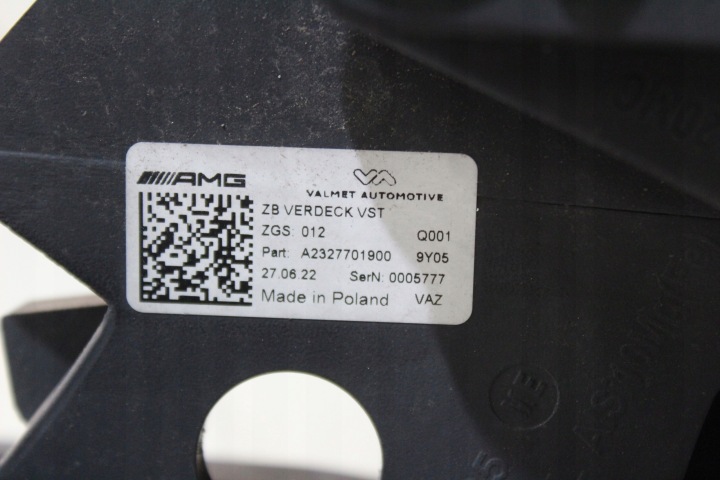 AMG
VALMET AUTOMOTIVE
ZB VERDECK VST
ZGS: 012 Q001
Part: A2327701900 9Y05
27.06.22 SerN: 0005777
Made in Poland VAZ